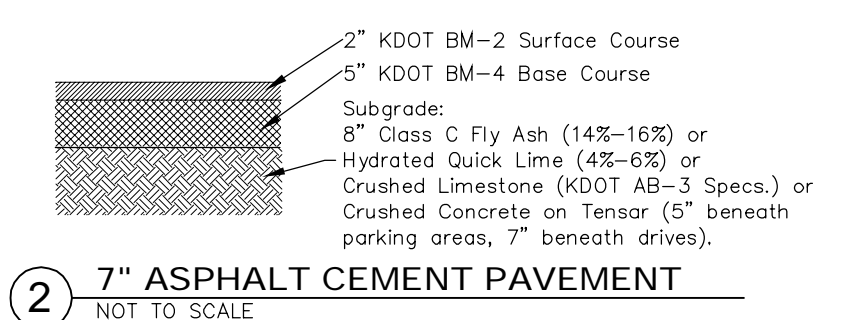 2” KDOT BM-2 Surface Course
5” KDOT BM-4 Base Course
Subgrade:
8” Class C Fly Ash (14%-16%) or
Hydrated Quick Lime (4%-6%) or
Crushed Limestone (KDOT AB-3 Specs.) or
Crushed Concrete on Tensar (5” beneath
parking areas, 7” beneath drives).
2 7" ASPHALT CEMENT PAVEMENT
NOT TO SCALE